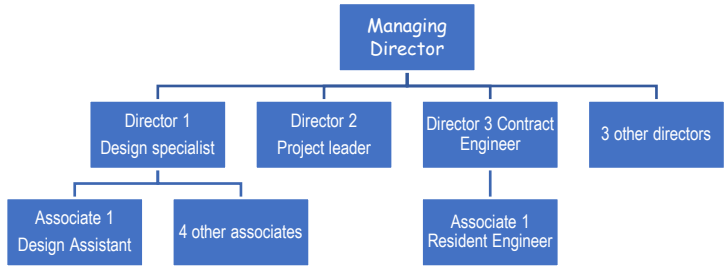 Managing
Director
Director 1
Design specialist
Director 2
Project leader
Director 3 Contract
Engineer
3 other directors
Associate 1
Design Assistant
4 other associates
Associate 1
Resident Engineer